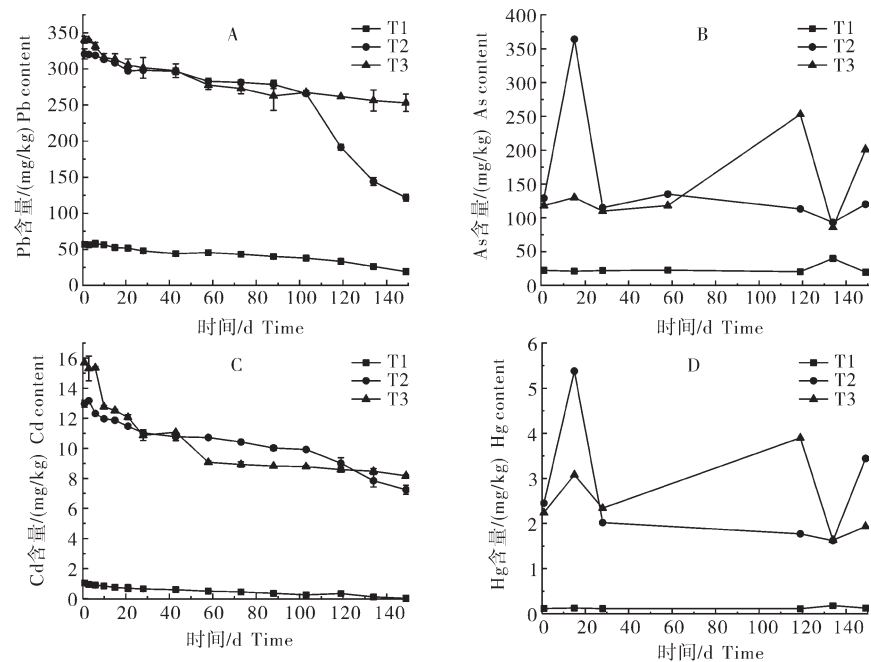 Pb含量/(mg/kg) Pb content
350
300
250
200
150
100
50
0
A
T1
T2
T3
0 20 40 60 80 100 120 140
时间/d Time
As含量/(mg/kg) As content
400
350
300
250
200
150
100
50
0
B
T1
T2
T3
0 20 40 60 80 100 120 140
时间/d Time
Cd含量/(mg/kg) Cd content
16
14
12
10
8
6
4
2
0
C
T1
T2
T3
0 20 40 60 80 100 120 140
时间/d Time
Hg含量/(mg/kg) Hg content
6
5
4
3
2
1
0
D
T1
T2
T3
0 20 40 60 80 100 120 140
时间/d Time